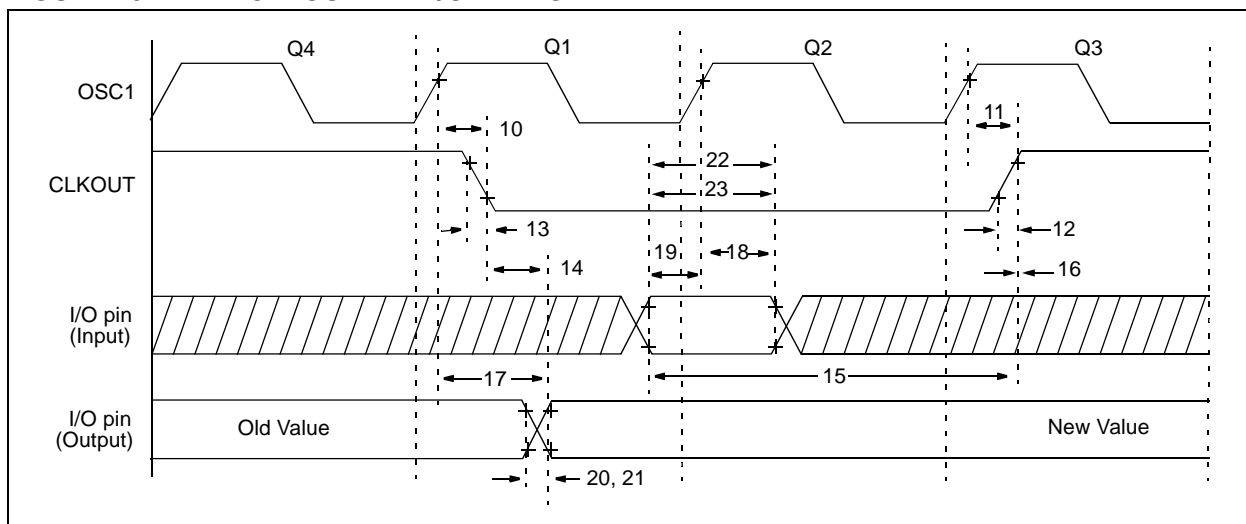 Q4 Q1 Q2 Q3
OSC1
10
11
22
CLKOUT
23
13
12
19
18
14
16
I/O pin
(Input)
17
15
I/O pin
(Output)
Old Value
New Value
20, 21